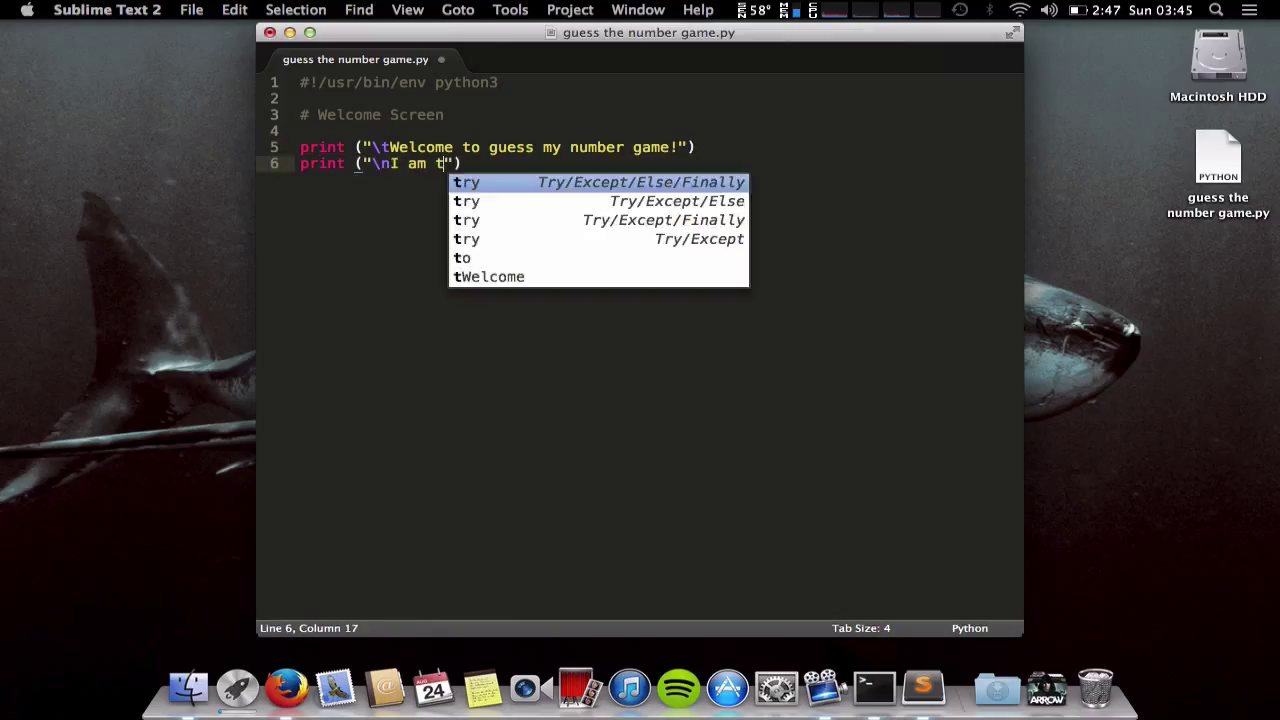 Sublime Text 2 File Edit Selection Find View Goto Tools Project Window Help 58° 2:47 Sun 03:45
guess the number game.py
guess the number game.py
1 #!/usr/bin/env python3
2
3 # Welcome Screen
4
5 print ("\tWelcome to guess my number game!")
6 print ("\nI am t")
try Try/Except/Else/Finally
try Try/Except/Else
try Try/Except/Finally
try Try/Except
to
tWelcome
Line 6, Column 17 Tab Size: 4 Python
Macintosh HDD
PYTHON
guess the
number game.py
AUG
24
ARROW